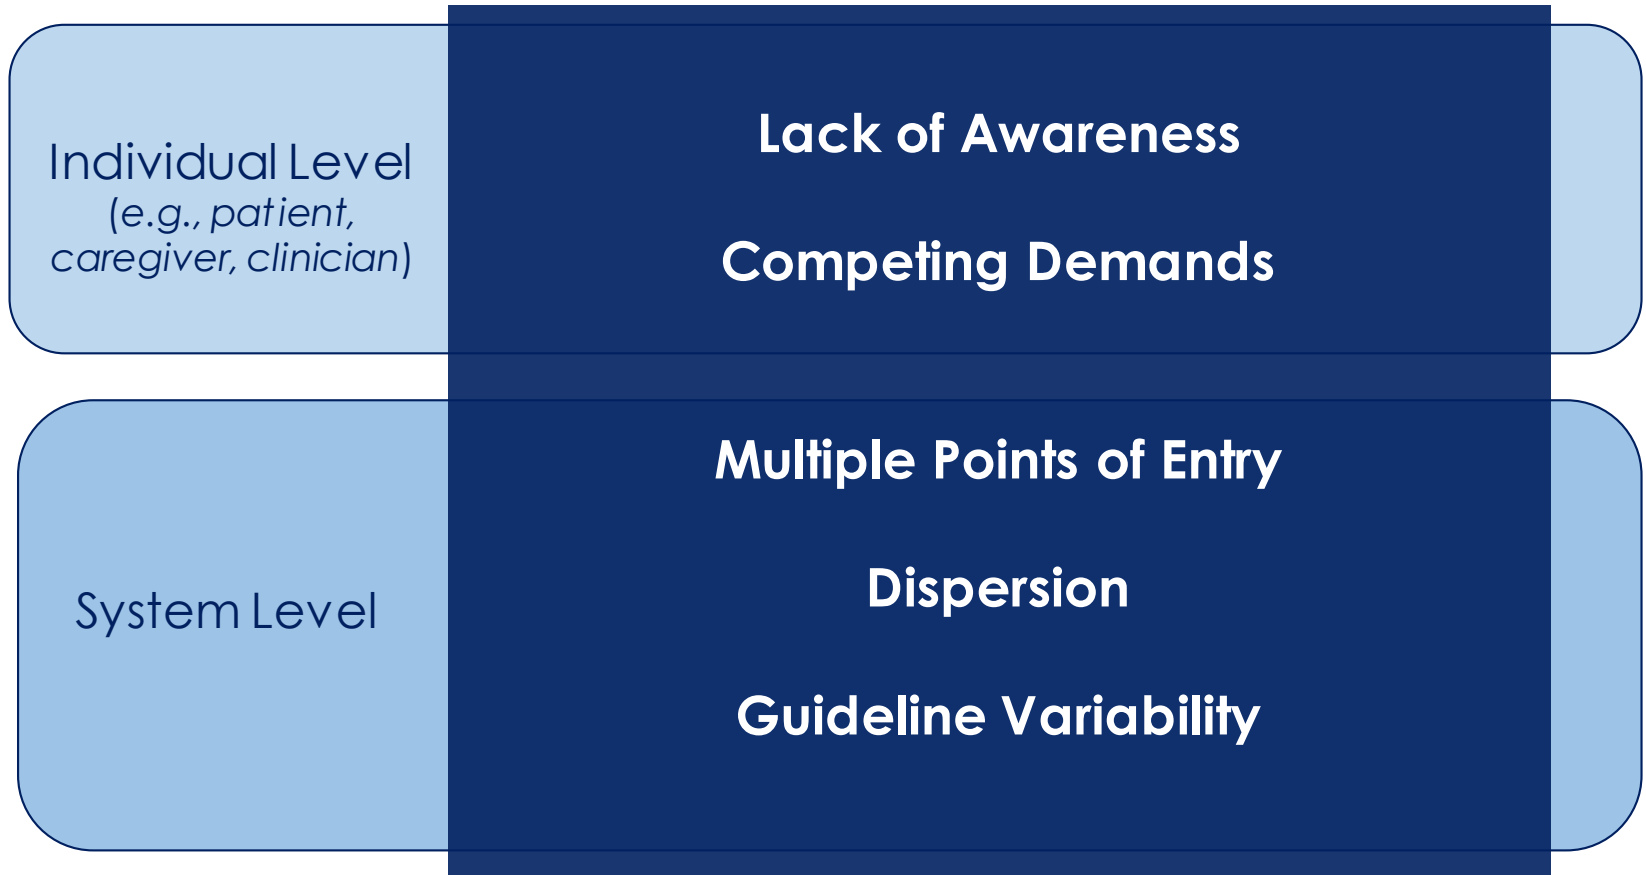 Individual Level
(e.g., patient,
caregiver, clinician)
Lack of Awareness
Competing Demands
System Level
Multiple Points of Entry
Dispersion
Guideline Variability